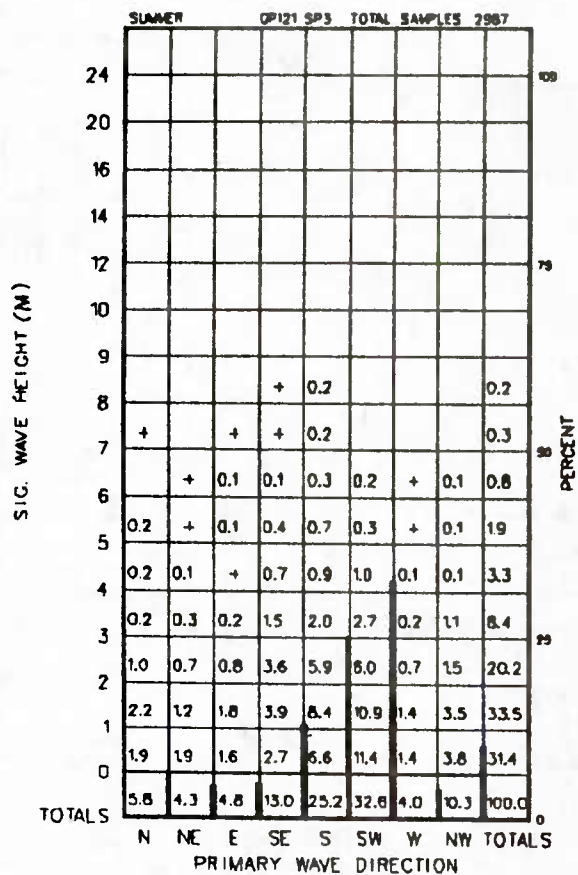 SUMMER OP121 SP3 TOTAL SAMPLES 2987
24 100
20
16
14
12 75
10
9
+ 0.2 0.2
8
+ + + 0.2 0.3
7 50
+ 0.1 0.1 0.3 0.2 + 0.1 0.8
6
0.2 + 0.1 0.4 0.7 0.3 + 0.1 1.9
5
0.2 0.1 + 0.7 0.9 1.0 0.1 0.1 3.3
4
0.2 0.3 0.2 1.5 2.0 2.7 0.2 1.1 8.4
3 25
1.0 0.7 0.8 3.6 5.9 6.0 0.7 1.5 20.2
2
2.2 1.2 1.8 3.9 8.4 10.9 1.4 3.5 33.5
1
1.9 1.9 1.6 2.7 6.6 11.4 1.4 3.8 31.4
0
5.8 4.3 4.8 13.0 25.2 32.6 4.0 10.3 100.0
TOTALS 0
N NE E SE S SW W NW TOTALS
PRIMARY WAVE DIRECTION
SIG. WAVE HEIGHT (M)
PERCENT